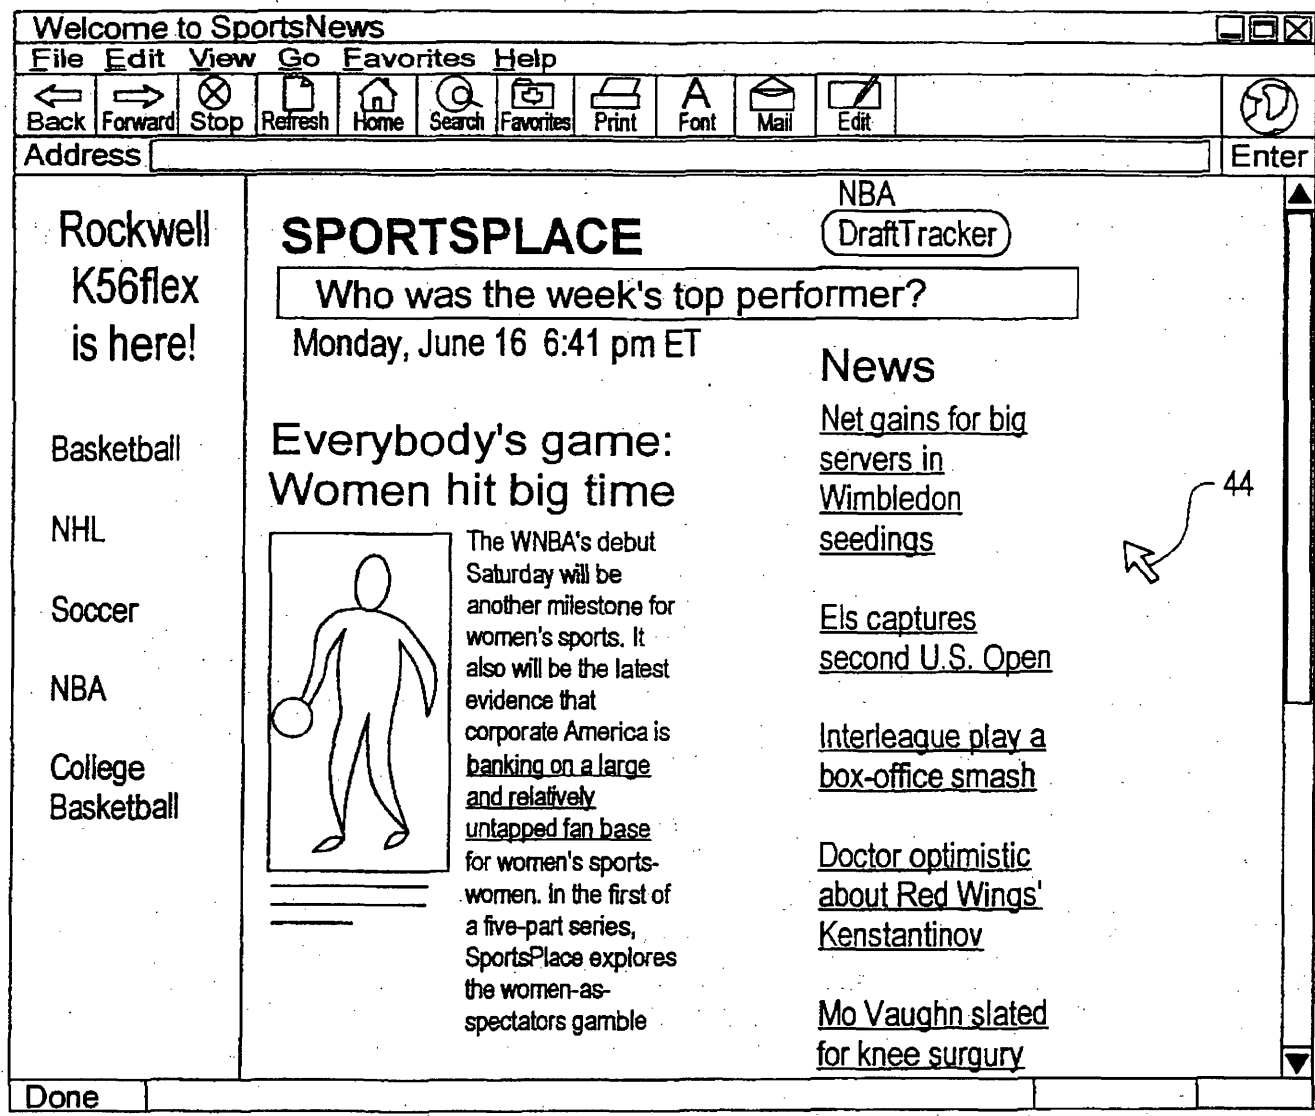 Welcome to SportsNews
File Edit View Go Favorites Help
Back Forward Stop Refresh Home Search Favorites Print Font Mail Edit
Address Enter
Rockwell
K56flex
is here!
Basketball
NHL
Soccer
NBA
College
Basketball
SPORTSPLACE
NBA
DraftTracker
Who was the week's top performer?
Monday, June 16 6:41 pm ET
Everybody's game:
Women hit big time
The WNBA's debut
Saturday will be
another milestone for
women's sports. It
also will be the latest
evidence that
corporate America is
banking on a large
and relatively
untapped fan base
for women's sports-
women. In the first of
a five-part series,
SportsPlace explores
the women-as-
spectators gamble
News
Net gains for big
servers in
Wimbledon
seedings
Els captures
second U.S. Open
Interleague play a
box-office smash
Doctor optimistic
about Red Wings'
Kenstantinov
Mo Vaughn slated
for knee surgury
44
Done